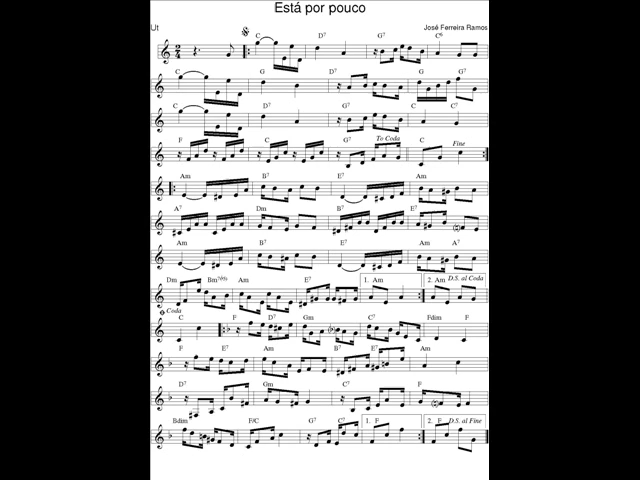 Está por pouco
Ut
José Ferreira Ramos
C D7 G7 C6
C G D G
C D7 G7 C C7
F C G7 To Coda C Fine
Am B7 E7 Am
A7 Dm B7 E7
Am B7 E7 Am A7
Dm Am E7 1. Am 2. Am D.S. al Coda
Coda
C F D7 Gm C7 Fdim F
F E7 Am B7 E7 Am
D7 Gm C7 F
Bdim F/C G7 C7 1. F 2. F D.S. al Fine